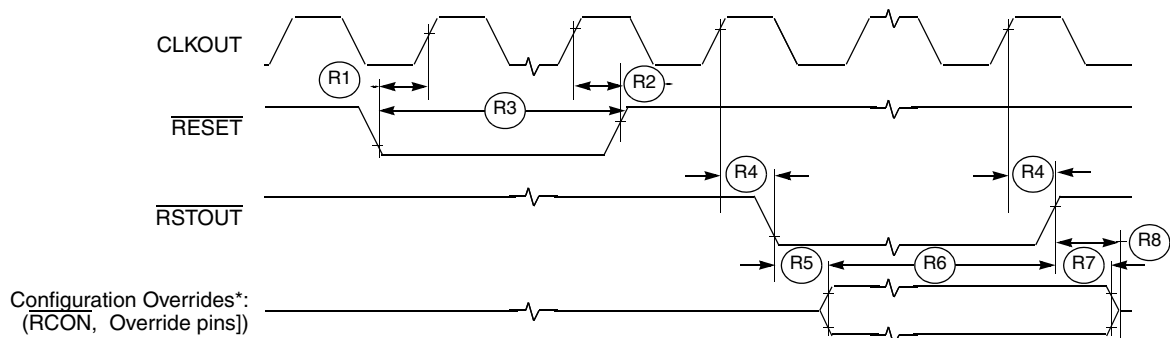 CLKOUT
R1
R2
R3
RESET
R4
R4
RSTOUT
R8
R5
R6
R7
Configuration Overrides*:
(RCON, Override pins])